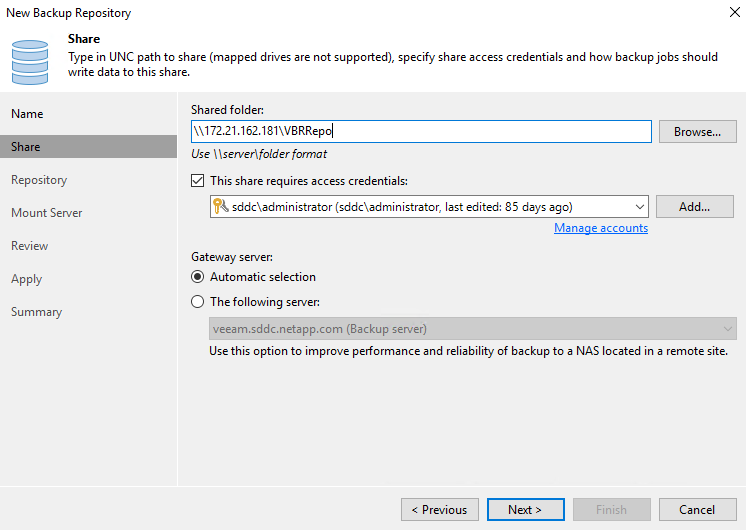 New Backup Repository
Share
Type in UNC path to share (mapped drives are not supported), specify share access credentials and how backup jobs should
write data to this share.
Name
Share
Repository
Mount Server
Review
Apply
Summary
Shared folder:
\\172.21.162.181\VBRRepo
Browse...
Use \\server\folder format
This share requires access credentials:
sddc\administrator (sddc\administrator, last edited: 85 days ago)
Add...
Manage accounts
Gateway server:
Automatic selection
The following server:
veeam.sddc.netapp.com (Backup server)
Use this option to improve performance and reliability of backup to a NAS located in a remote site.
< Previous
Next >
Finish
Cancel